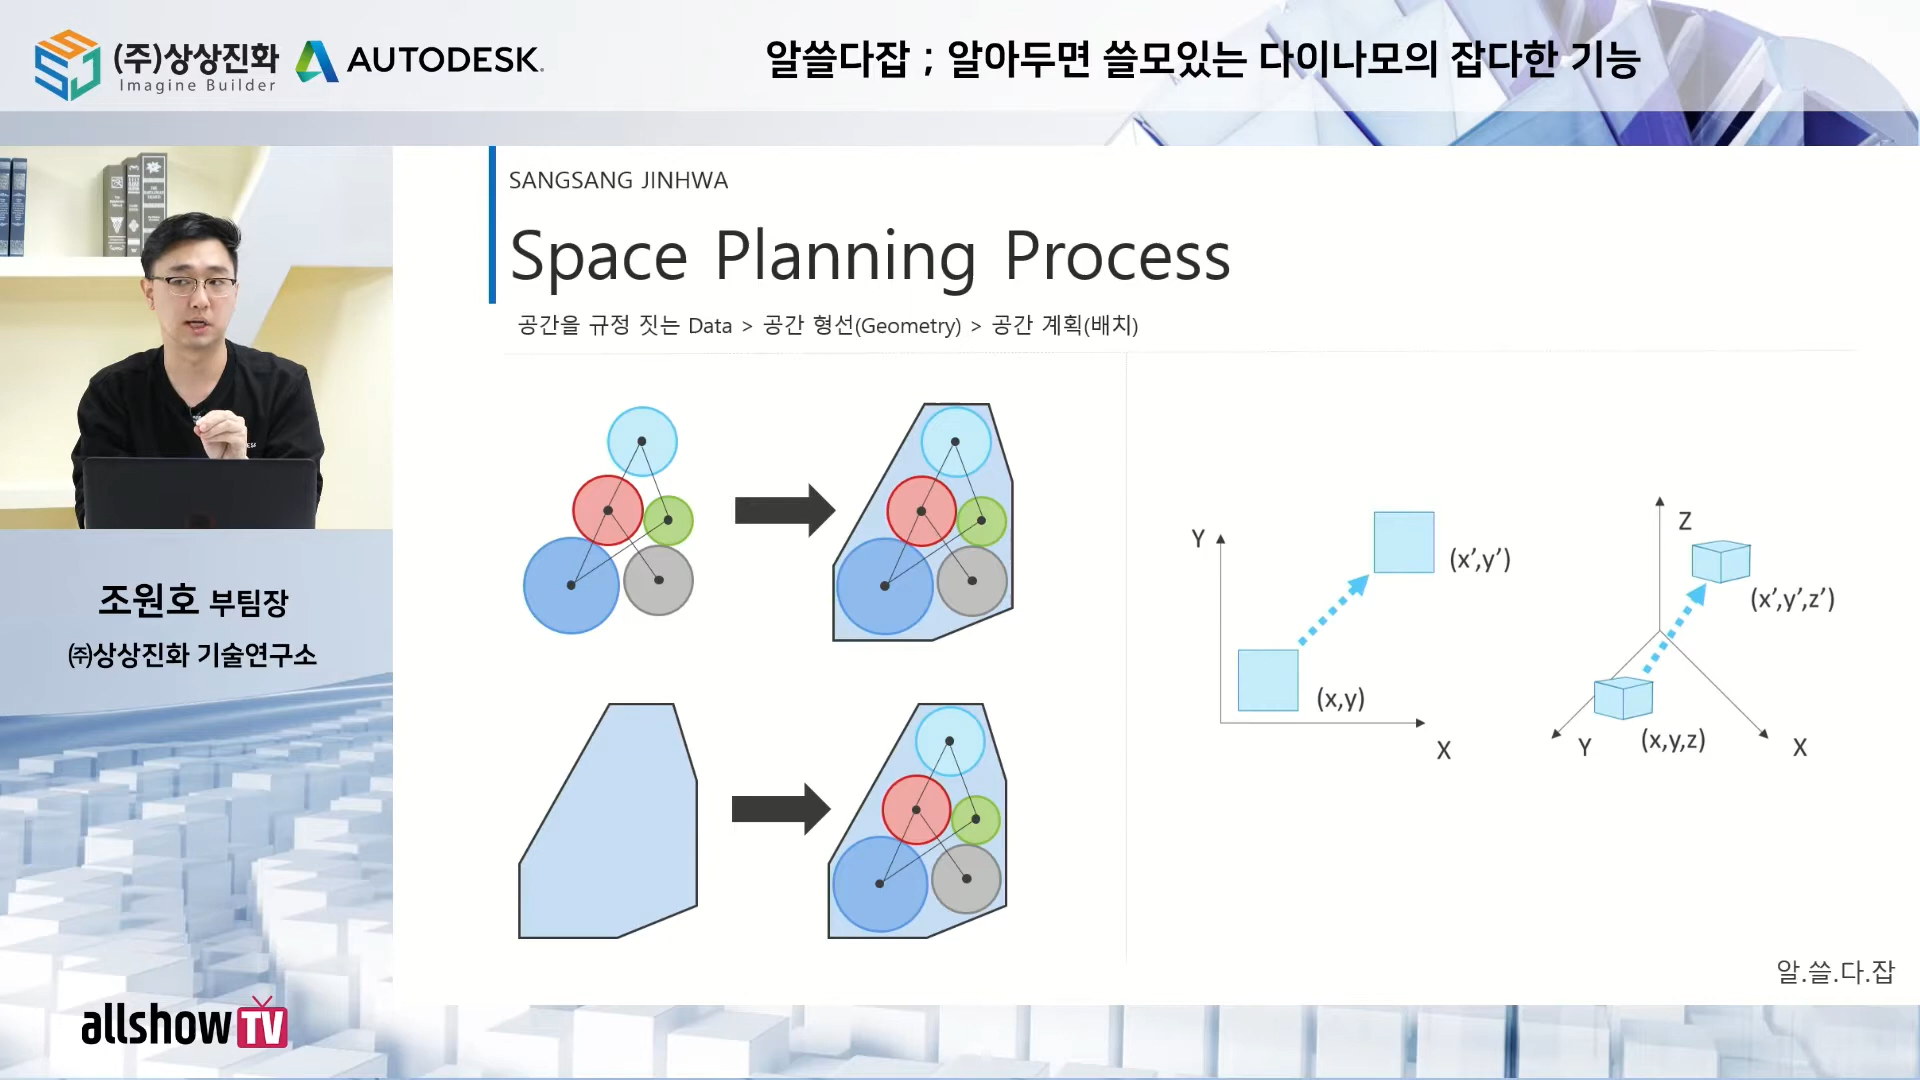 (주)상상진화
Imagine Builder
AUTODESK.
알쓸다잡 ; 알아두면 쓸모있는 다이나모의 잡다한 기능
SANGSANG JINHWA
Space Planning Process
공간을 규정 짓는 Data > 공간 형선(Geometry) > 공간 계획(배치)
Y
(x',y')
(x,y)
X
Z
(x',y',z')
Y
(x,y,z)
X
조원호 부팀장
㈜상상진화 기술연구소
알.쓸.다.잡
allshow TV